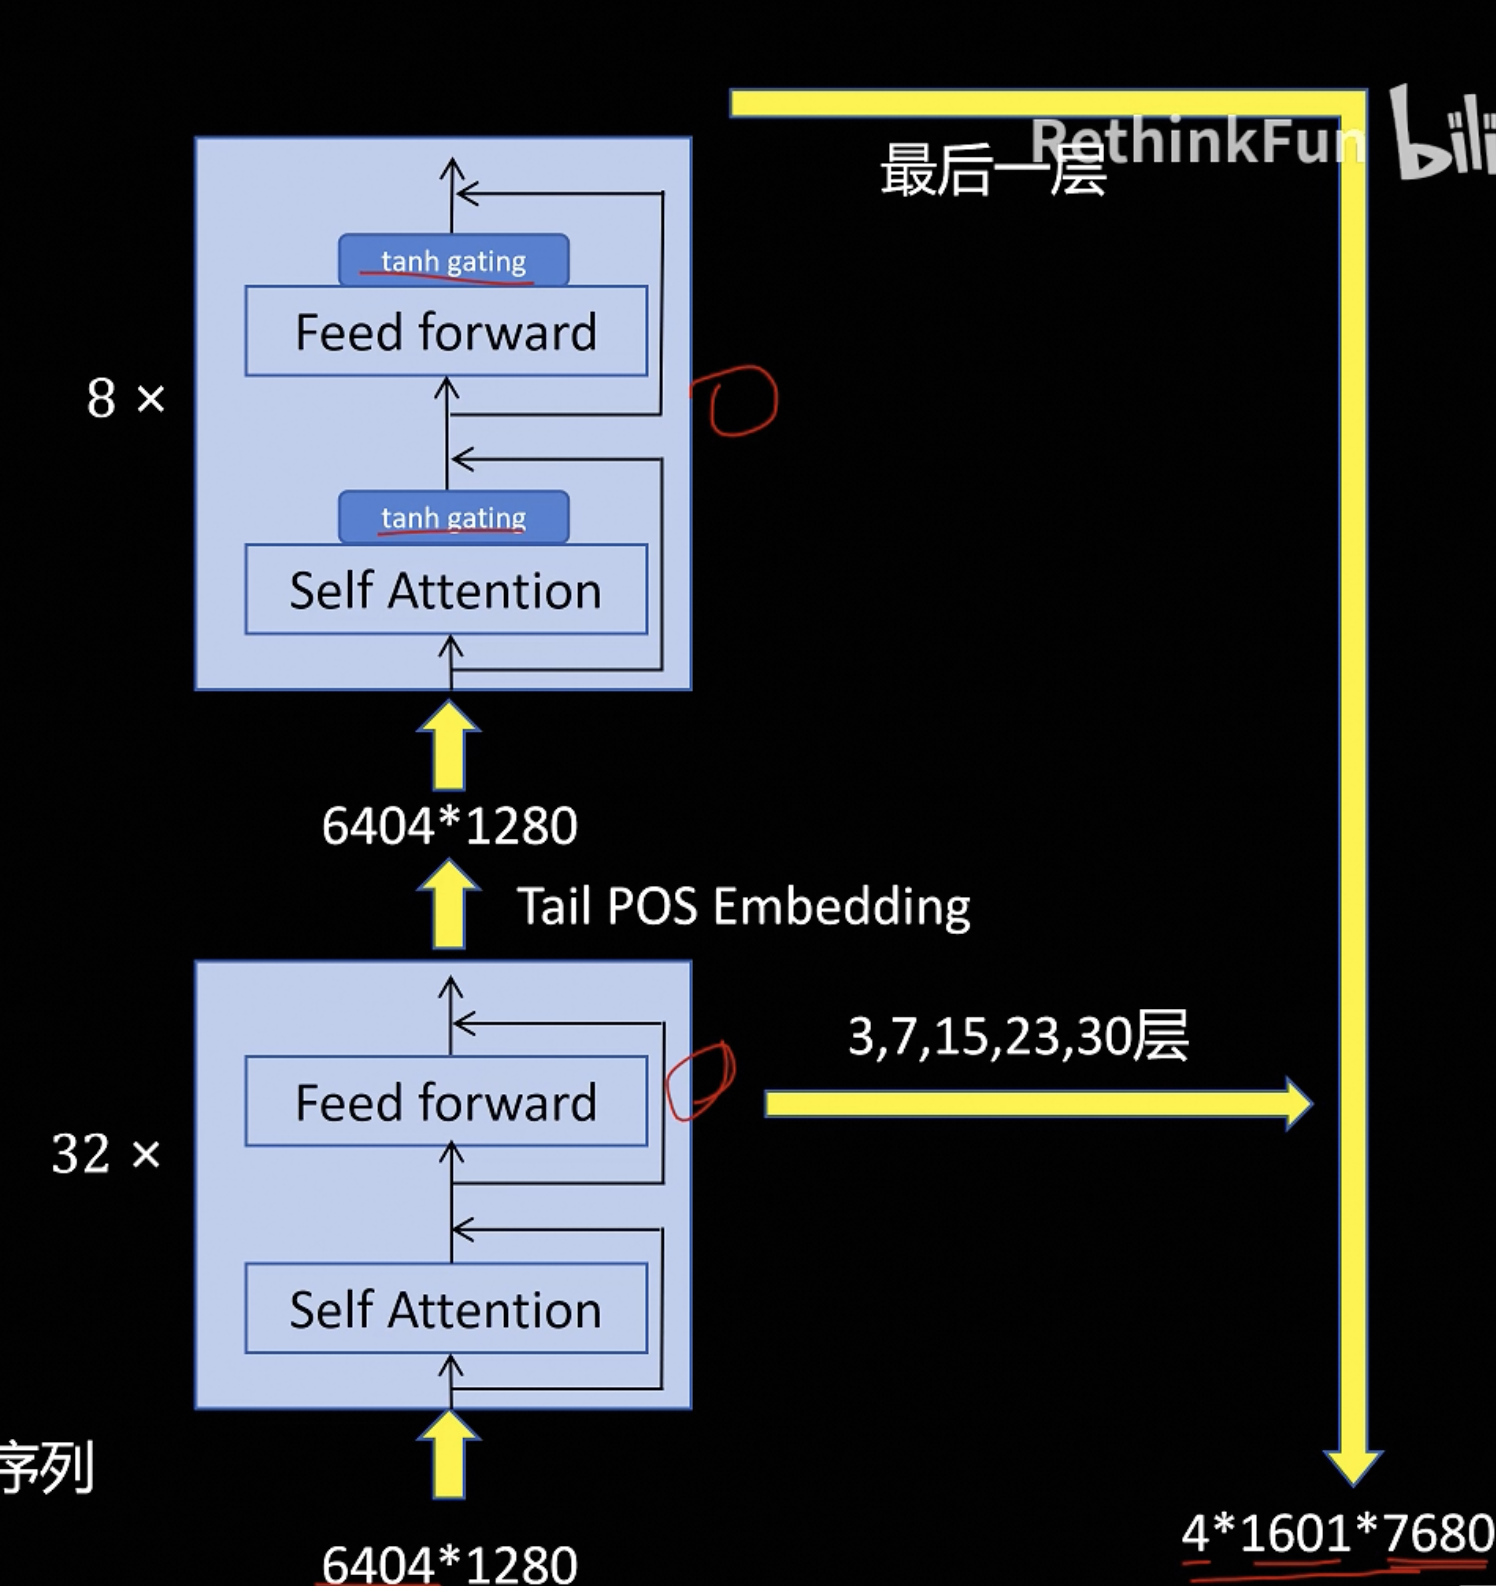 RethinkFun bili
最后一层
tanh gating
Feed forward
8 ×
tanh gating
Self Attention
6404*1280
Tail POS Embedding
3,7,15,23,30层
Feed forward
32 ×
Self Attention
序列
6404*1280
4*1601*7680